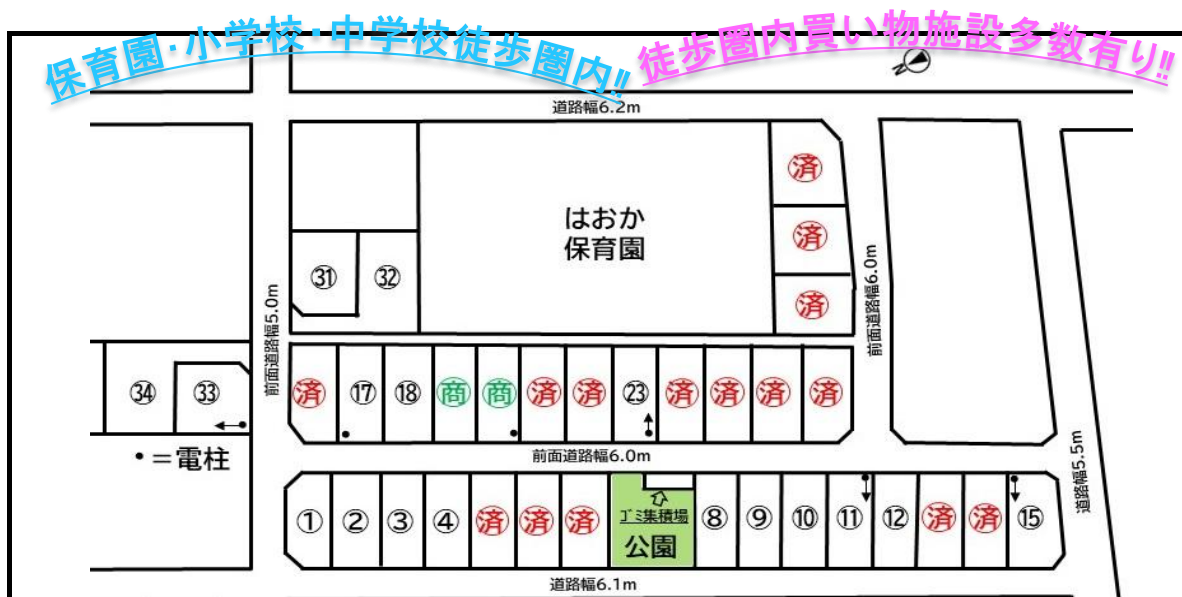 保育園・小学校・中学校徒歩圏内!!
徒歩圏内買い物施設多数有り!!
道路幅6.2m
はおか
保育園
済
済
済
㉛
㉜
前面道路幅5.0m
前面道路幅6.0m
㉞
㉝
・=電柱
済
⑰
⑱
商
商
済
済
㉓
済
済
済
済
前面道路幅6.0m
道路幅5.5m
①
②
③
④
済
済
済
ゴミ集積場
公園
⑧
⑨
⑩
⑪
⑫
済
済
⑮
道路幅6.1m